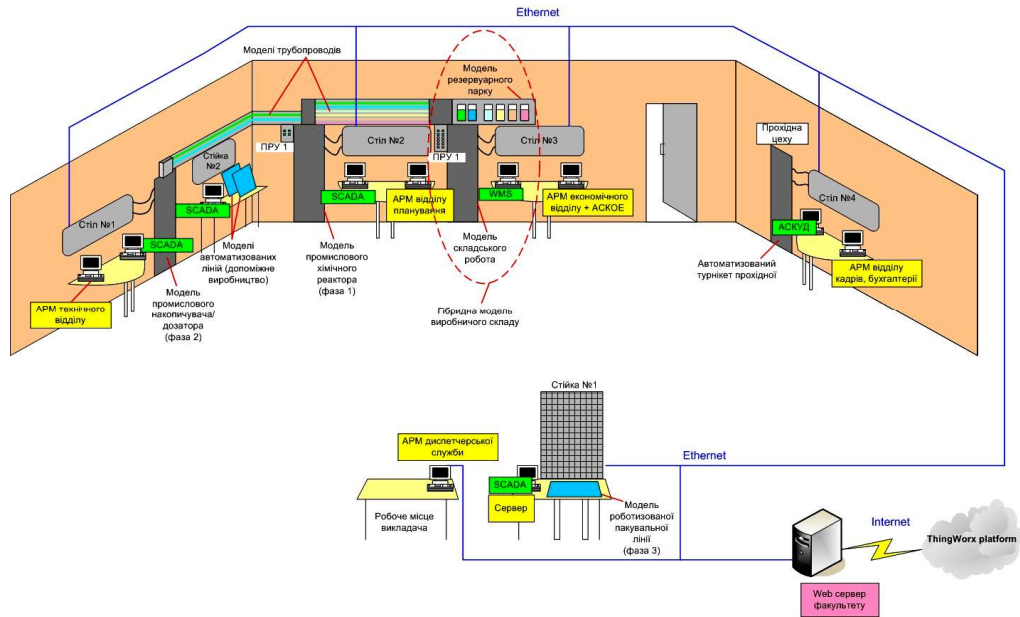 Ethernet
Моделі трубопроводів
Модель
резервуарного
парку
Прохідна
цеху
ПРУ 1
Стіл №2
ПРУ 1
Стіл №3
Стійка
№2
SCADA
SCADA
АРМ відділу
планування
WMS
АРМ економічного
відділу + АСКОЕ
Стіл №4
Стіл №1
SCADA
АСКУД
Моделі
автоматизованих
ліній (допоміжне
виробництво)
Модель
промислового
хімічного
реактора
(фаза 1)
Модель
складського
робота
Автоматизований
турнікет прохідної
АРМ відділу
кадрів, бухгалтерії
АРМ технічного
відділу
Модель
промислового
накопичувача/
дозатора
(фаза 2)
Гібридна модель
виробничого складу
Стійка №1
АРМ диспетчерської
служби
Ethernet
SCADA
Сервер
Робоче місце
викладача
Модель
роботизованої
пакувальної
лінії
(фаза 3)
Internet
ThingWorx platform
Web сервер
факультету